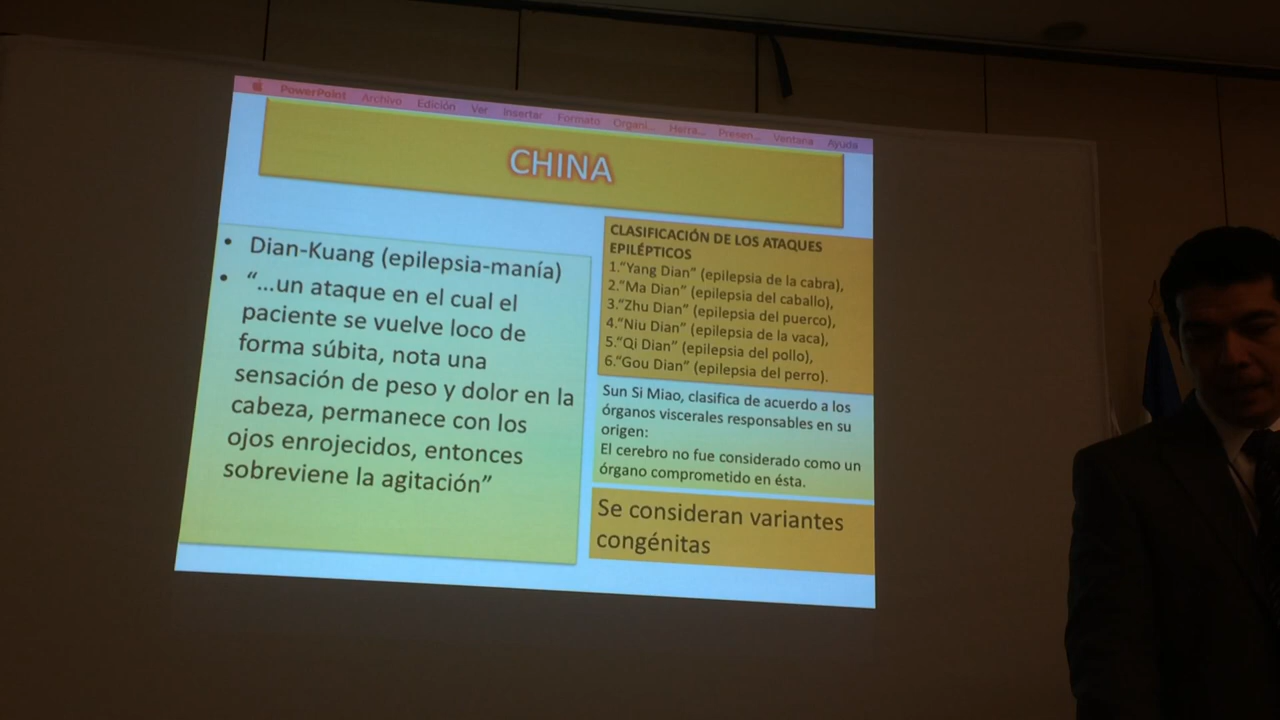 PowerPoint Archivo Edición Ver Insertar Formato Organi... Herra... Presen... Ventana Ayuda
CHINA
• Dian-Kuang (epilepsia-manía)
• “...un ataque en el cual el
paciente se vuelve loco de
forma súbita, nota una
sensación de peso y dolor en la
cabeza, permanece con los
ojos enrojecidos, entonces
sobreviene la agitación”
CLASIFICACIÓN DE LOS ATAQUES
EPILÉPTICOS
1.“Yang Dian” (epilepsia de la cabra),
2.“Ma Dian” (epilepsia del caballo),
3.“Zhu Dian” (epilepsia del puerco),
4.“Niu Dian” (epilepsia de la vaca),
5.“Qi Dian” (epilepsia del pollo),
6.“Gou Dian” (epilepsia del perro).
Sun Si Miao, clasifica de acuerdo a los
órganos viscerales responsables en su
origen:
El cerebro no fue considerado como un
órgano comprometido en ésta.
Se consideran variantes
congénitas